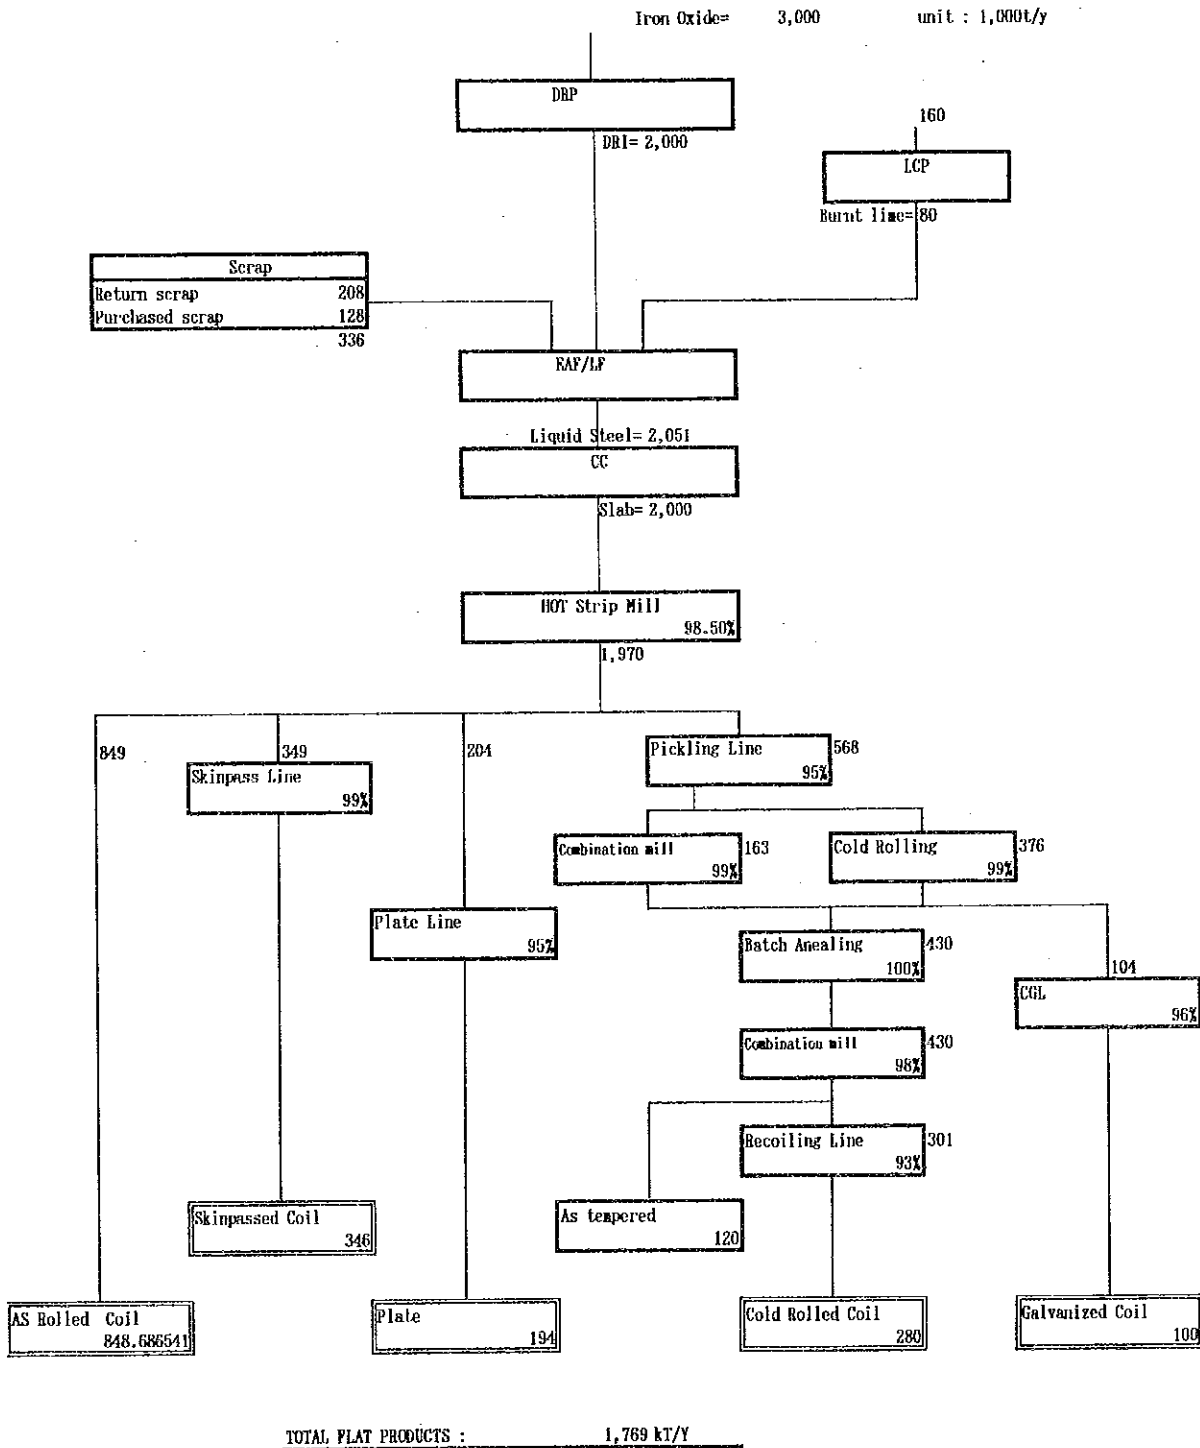 Iron Oxide= 3,000 unit : 1,000t/y
DRP
DRI= 2,000
160
LCP
Burnt lime= 80
Scrap
Return scrap 208
Purchased scrap 128
336
EAF/LF
Liquid Steel= 2,051
CC
Slab= 2,000
HOT Strip Mill
98.50%
1,970
849
349
204
Skinpass Line
99%
Pickling Line 568
95%
Combination mill 163
99%
Cold Rolling 376
99%
Plate Line
95%
Batch Anealing 430
100%
104
CGL
96%
Combination mill 430
98%
Recoiling Line 301
93%
Skinpassed Coil
346
As tempered
120
AS Rolled Coil
848.686541
Plate
194
Cold Rolled Coil
280
Galvanized Coil
100
TOTAL FLAT PRODUCTS : 1,769 kT/Y